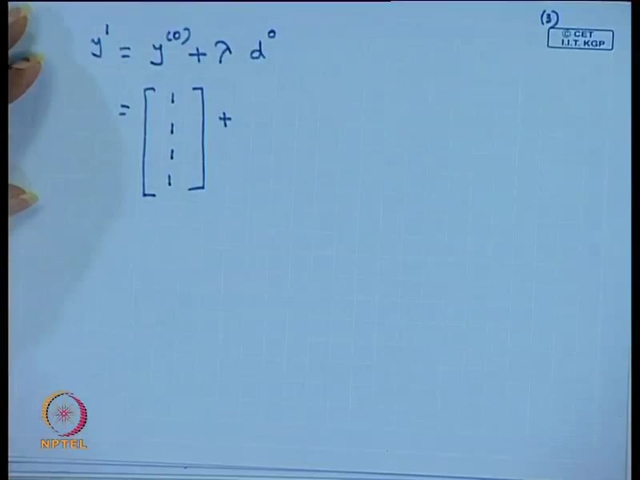 y¹ = y⁽⁰⁾ + λ d⁰
= [ 1
1
1
1 ] +
(3)
© CET
I.I.T. KGP
NPTEL